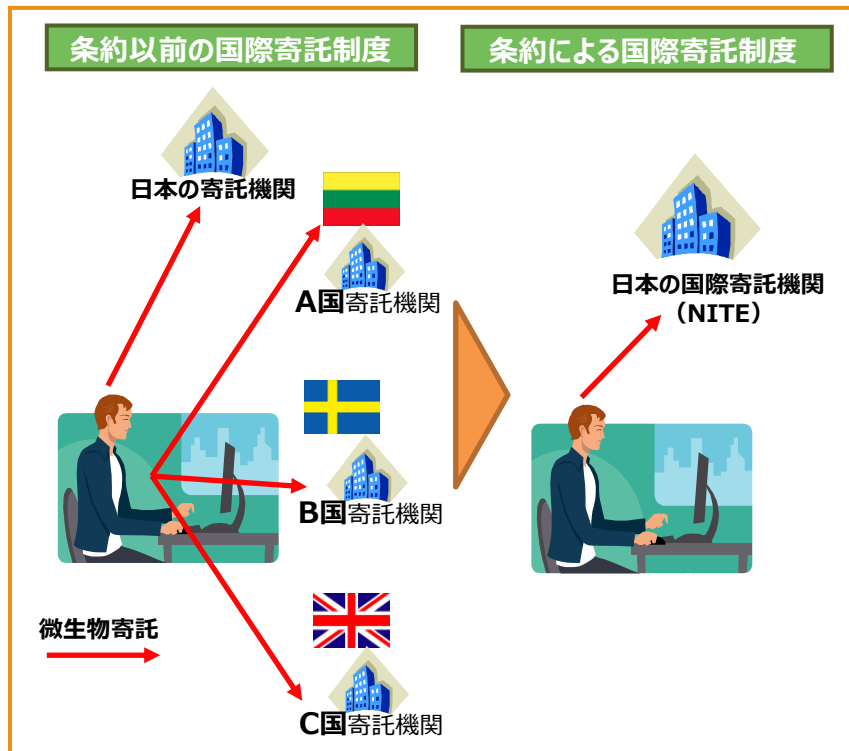 条約以前の国際寄託制度
条約による国際寄託制度
日本の寄託機関
A国寄託機関
B国寄託機関
C国寄託機関
微生物寄託
日本の国際寄託機関
（NITE）